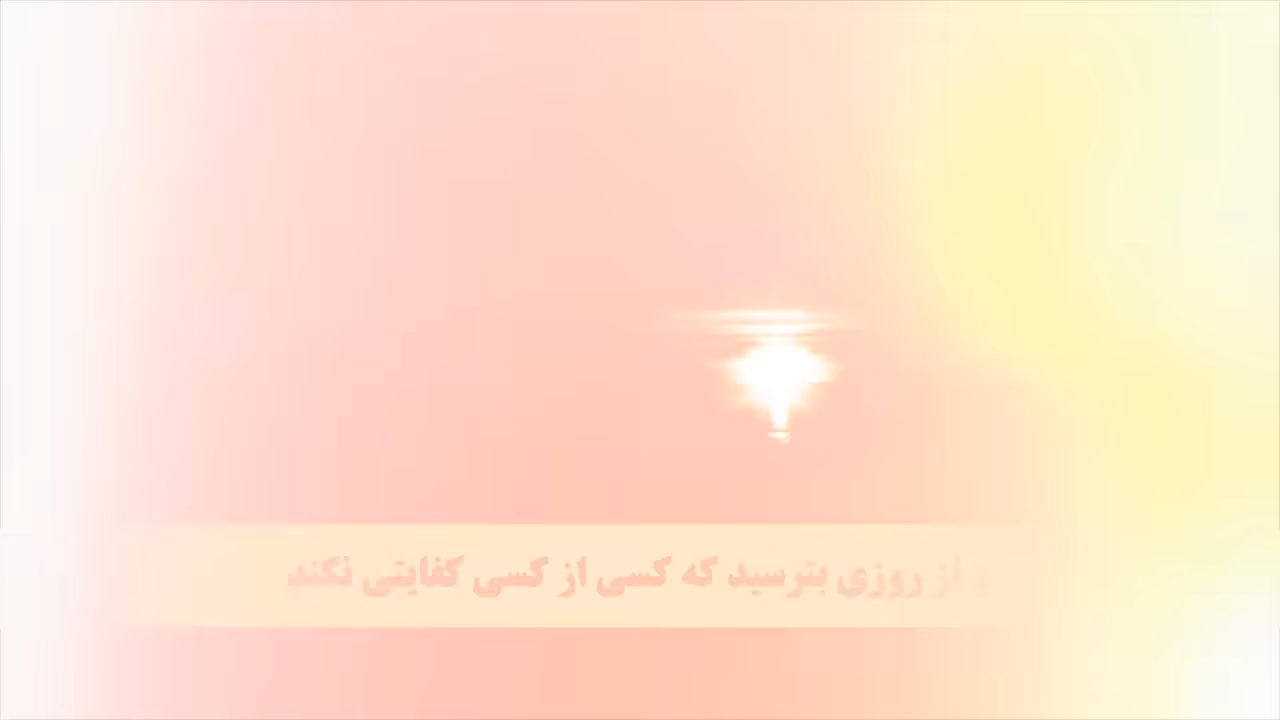 و از روزی بترسید که کسی از کسی کفایتی نکند